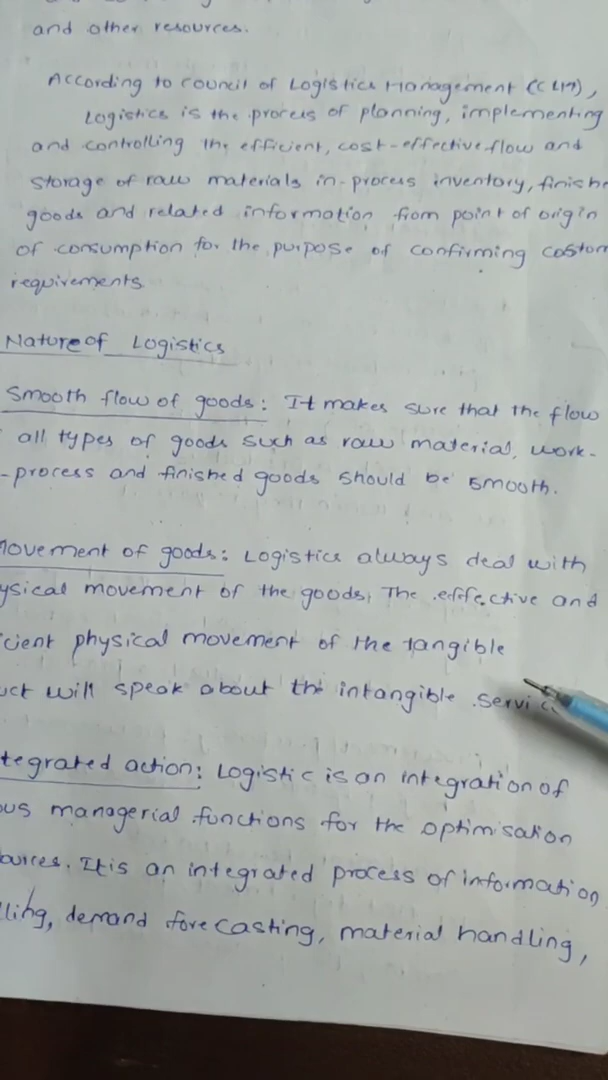 and other resources.
According to council of Logistics Management (CLM),
Logistics is the process of planning, implementing
and controlling the efficient, cost-effective flow and
storage of raw materials in-process inventory, finishe
goods and related information from point of origin
of consumption for the purpose of confirming costom
requirements
Nature of Logistics
Smooth flow of goods: It makes sure that the flow
all types of goods such as raw material, work-
-process and finished goods should be smooth.
ovement of goods: Logistics always deal with
ysical movement of the goods, The effective and
cient physical movement of the tangible
uct will speak about the intangible servic
tegrated action: Logistic is an integration of
ous managerial functions for the optimisation
ources. It is an integrated process of information
lling, demand forecasting, material handling,